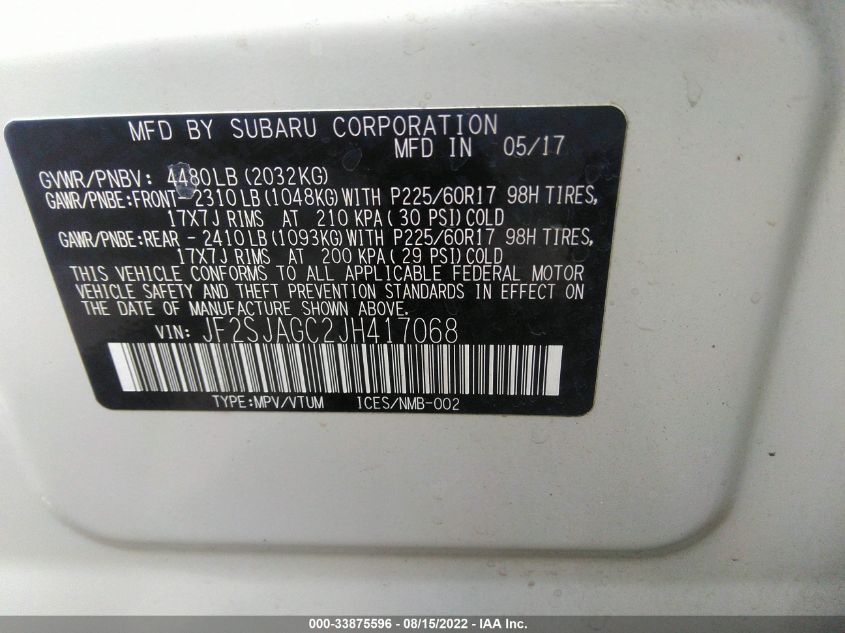 MFD BY SUBARU CORPORATION
MFD IN 05/17
GVWR/PNBV: 4480LB (2032KG)
GAWR/PNBE:FRONT- 2310LB (1048KG) WITH P225/60R17 98H TIRES,
17X7J RIMS AT 210 KPA ( 30 PSI) COLD
GAWR/PNBE:REAR - 2410LB (1093KG) WITH P225/60R17 98H TIRES,
17X7J RIMS AT 200 KPA ( 29 PSI) COLD
THIS VEHICLE CONFORMS TO ALL APPLICABLE FEDERAL MOTOR
VEHICLE SAFETY AND THEFT PREVENTION STANDARDS IN EFFECT ON
THE DATE OF MANUFACTURE SHOWN ABOVE.
VIN: JF2SJAGC2JH417068
TYPE:MPV/VTUM ICES/NMB-002
000-33875596 - 08/15/2022 - IAA Inc.